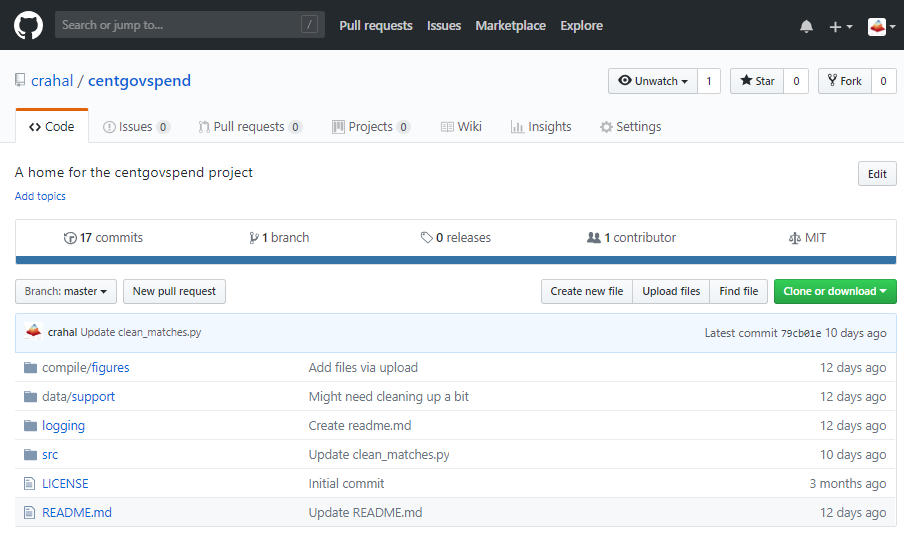 Search or jump to... /
Pull requests Issues Marketplace Explore
crahal / centgovspend
Unwatch 1 Star 0 Fork 0
Code Issues 0 Pull requests 0 Projects 0 Wiki Insights Settings
A home for the centgovspend project
Edit
Add topics
17 commits 1 branch 0 releases 1 contributor MIT
Branch: master New pull request Create new file Upload files Find file Clone or download
crahal Update clean_matches.py Latest commit 79cb01e 10 days ago
compile/figures Add files via upload 12 days ago
data/support Might need cleaning up a bit 12 days ago
logging Create readme.md 12 days ago
src Update clean_matches.py 10 days ago
LICENSE Initial commit 3 months ago
README.md Update README.md 12 days ago